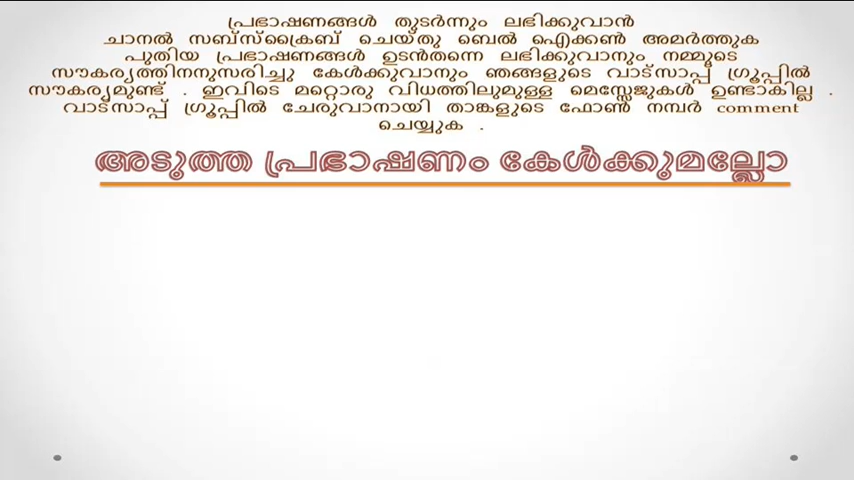 പ്രഭാഷണങ്ങൾ തുടർന്നും ലഭിക്കുവാൻ
ചാനൽ സബ്സ്ക്രൈബ് ചെയ്തു ബെൽ ഐക്കൺ അമർത്തുക
പുതിയ പ്രഭാഷണങ്ങൾ ഉടൻതന്നെ ലഭിക്കുവാനും നമ്മുടെ
സൗകര്യത്തിനനുസരിച്ചു കേൾക്കുവാനും ഞങ്ങളുടെ വാട്സാപ്പ് ഗ്രൂപ്പിൽ
സൗകര്യമുണ്ട് . ഇവിടെ മറ്റൊരു വിധത്തിലുമുള്ള മെസ്സേജുകൾ ഉണ്ടാകില്ല .
വാട്സാപ്പ് ഗ്രൂപ്പിൽ ചേരുവാനായി താങ്കളുടെ ഫോൺ നമ്പർ comment
ചെയ്യുക .
അടുത്ത പ്രഭാഷണം കേൾക്കുമല്ലോ